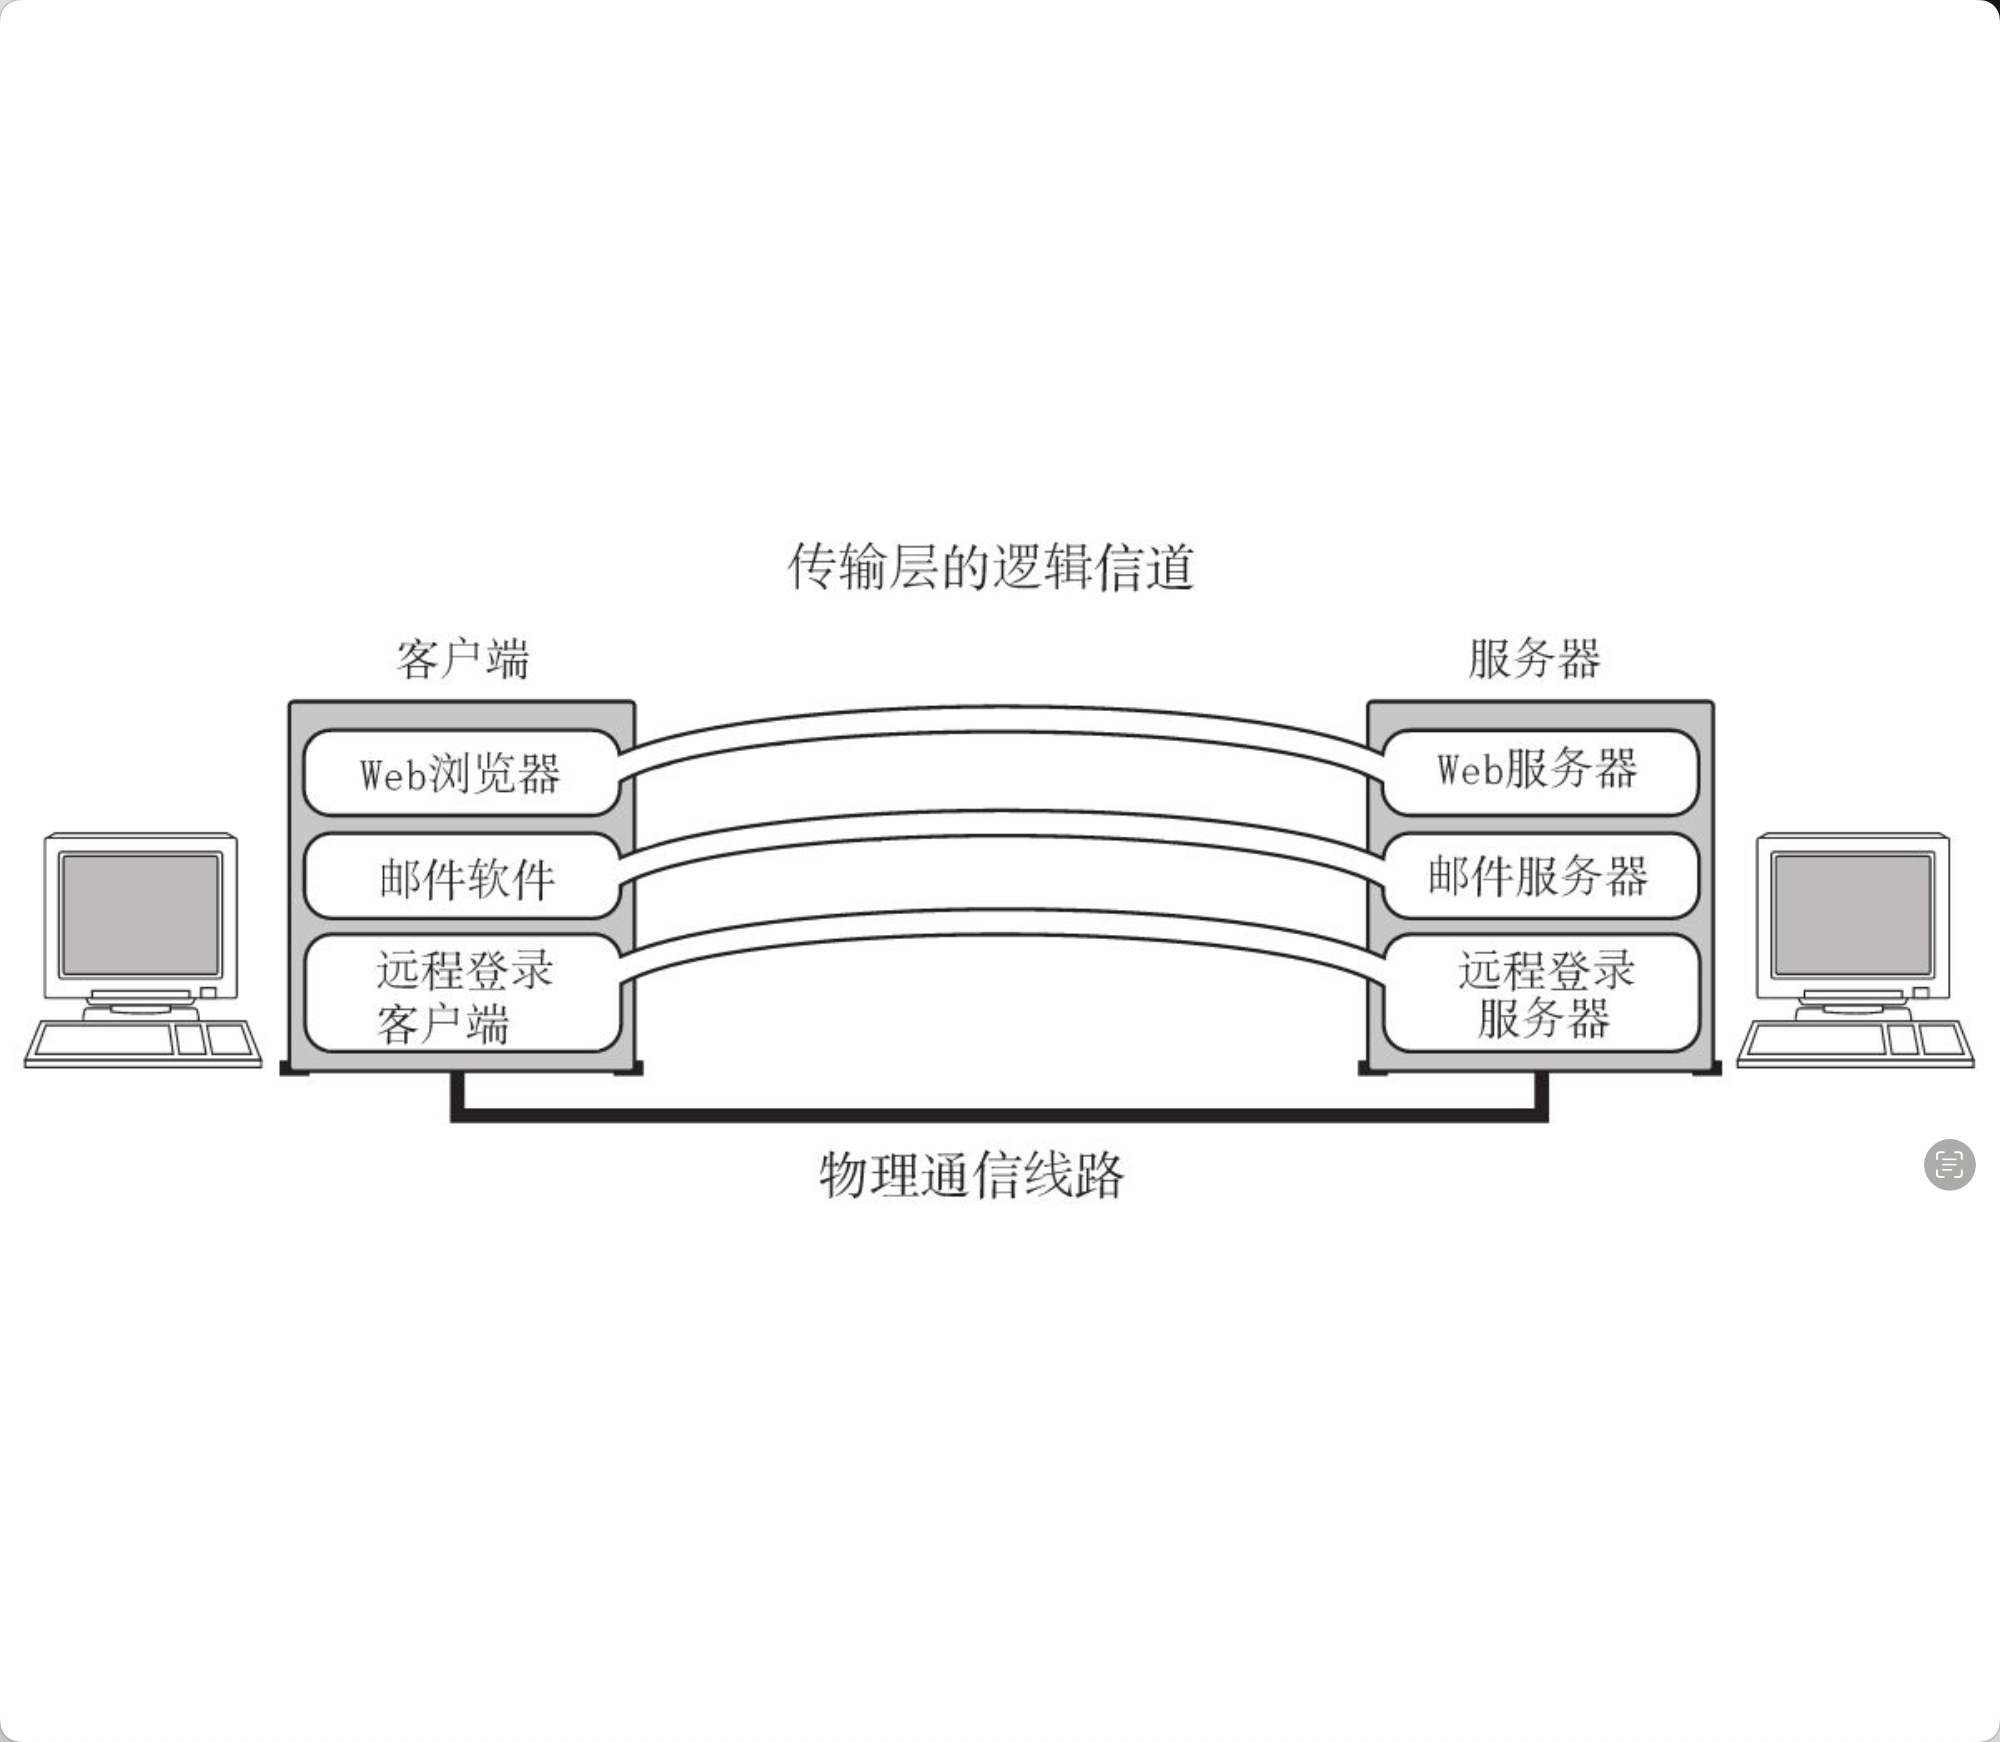 传输层的逻辑信道
客户端
服务器
Web浏览器
Web服务器
邮件软件
邮件服务器
远程登录
客户端
远程登录
服务器
物理通信线路